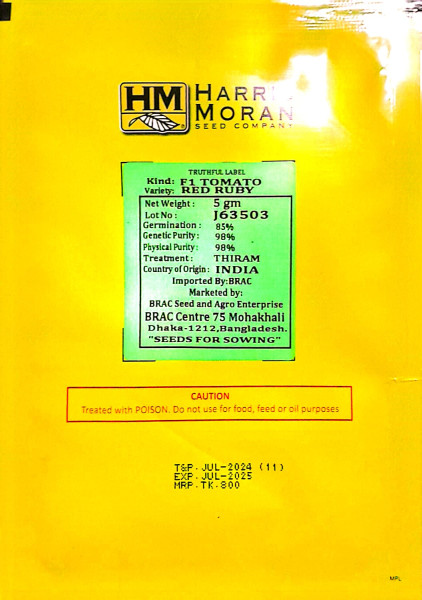 HM HARRIS
MORAN
SEED COMPANY
TRUTHFUL LABEL
Kind: F1 TOMATO
Variety: RED RUBY
Net Weight : 5 gm
Lot No : J63503
Germination : 85%
Genetic Purity : 98%
Physical Purity : 98%
Treatment : THIRAM
Country of Origin : INDIA
Imported By:BRAC
Marketed by:
BRAC Seed and Agro Enterprise
BRAC Centre 75 Mohakhali
Dhaka-1212,Bangladesh.
"SEEDS FOR SOWING"
CAUTION
Treated with POISON. Do not use for food, feed or oil purposes
T&P.JUL-2024 (11)
EXP.JUL-2025
MRP.TK.800
MPL